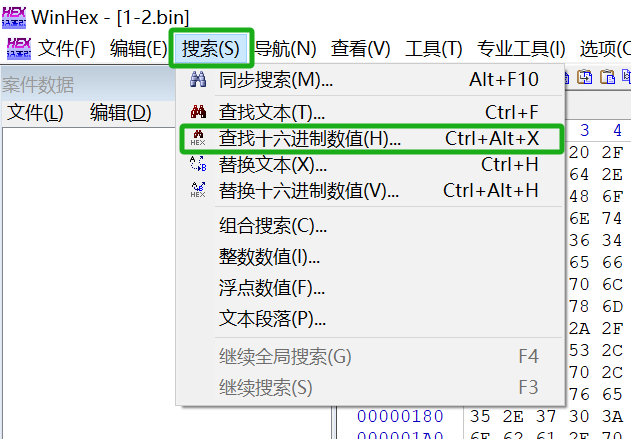 WinHex - [1-2.bin]
文件(F) 编辑(E) 搜索(S) 导航(N) 查看(V) 工具(T) 专业工具(I) 选项(O
案件数据
文件(L) 编辑(D)
同步搜索(M)... Alt+F10
查找文本(T)... Ctrl+F
查找十六进制数值(H)... Ctrl+Alt+X
替换文本(X)... Ctrl+H
替换十六进制数值(V)... Ctrl+Alt+H
组合搜索(C)...
整数数值(I)...
浮点数值(F)...
文本段落(P)...
继续全局搜索(G) F4
继续搜索(S) F3
3 4
20 2F
64 2E
48 6F
6E 74
36 34
65 66
70 6C
78 6D
2A 2F
53 2C
20 2C
76 65
00000180 35 2E 37 30 3A
000001A0 6E 62 61 2E 70